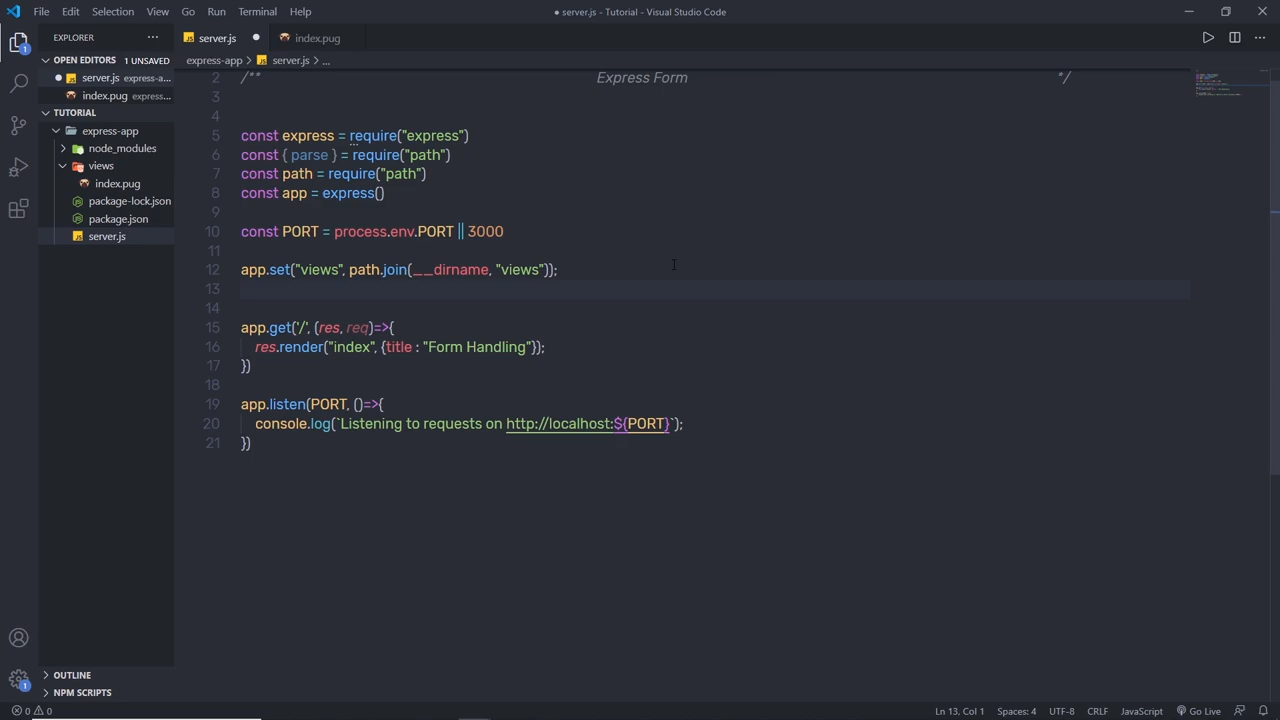 File Edit Selection View Go Run Terminal Help
● server.js - Tutorial - Visual Studio Code
EXPLORER ...
server.js ●
index.pug
OPEN EDITORS 1 UNSAVED
● server.js express-a...
index.pug express...
TUTORIAL
express-app
node_modules
views
index.pug
package-lock.json
package.json
server.js
OUTLINE
NPM SCRIPTS
express-app > server.js > ...
2 /** Express Form */
3
4
5 const express = require("express")
6 const { parse } = require("path")
7 const path = require("path")
8 const app = express()
9
10 const PORT = process.env.PORT || 3000
11
12 app.set("views", path.join(__dirname, "views"));
13
14
15 app.get('/', (res, req)=>{
16 res.render("index", {title : "Form Handling"});
17 })
18
19 app.listen(PORT, ()=>{
20 console.log(`Listening to requests on http://localhost:${PORT}`);
21 })
1
1
0 0
Ln 13, Col 1 Spaces: 4 UTF-8 CRLF JavaScript Go Live